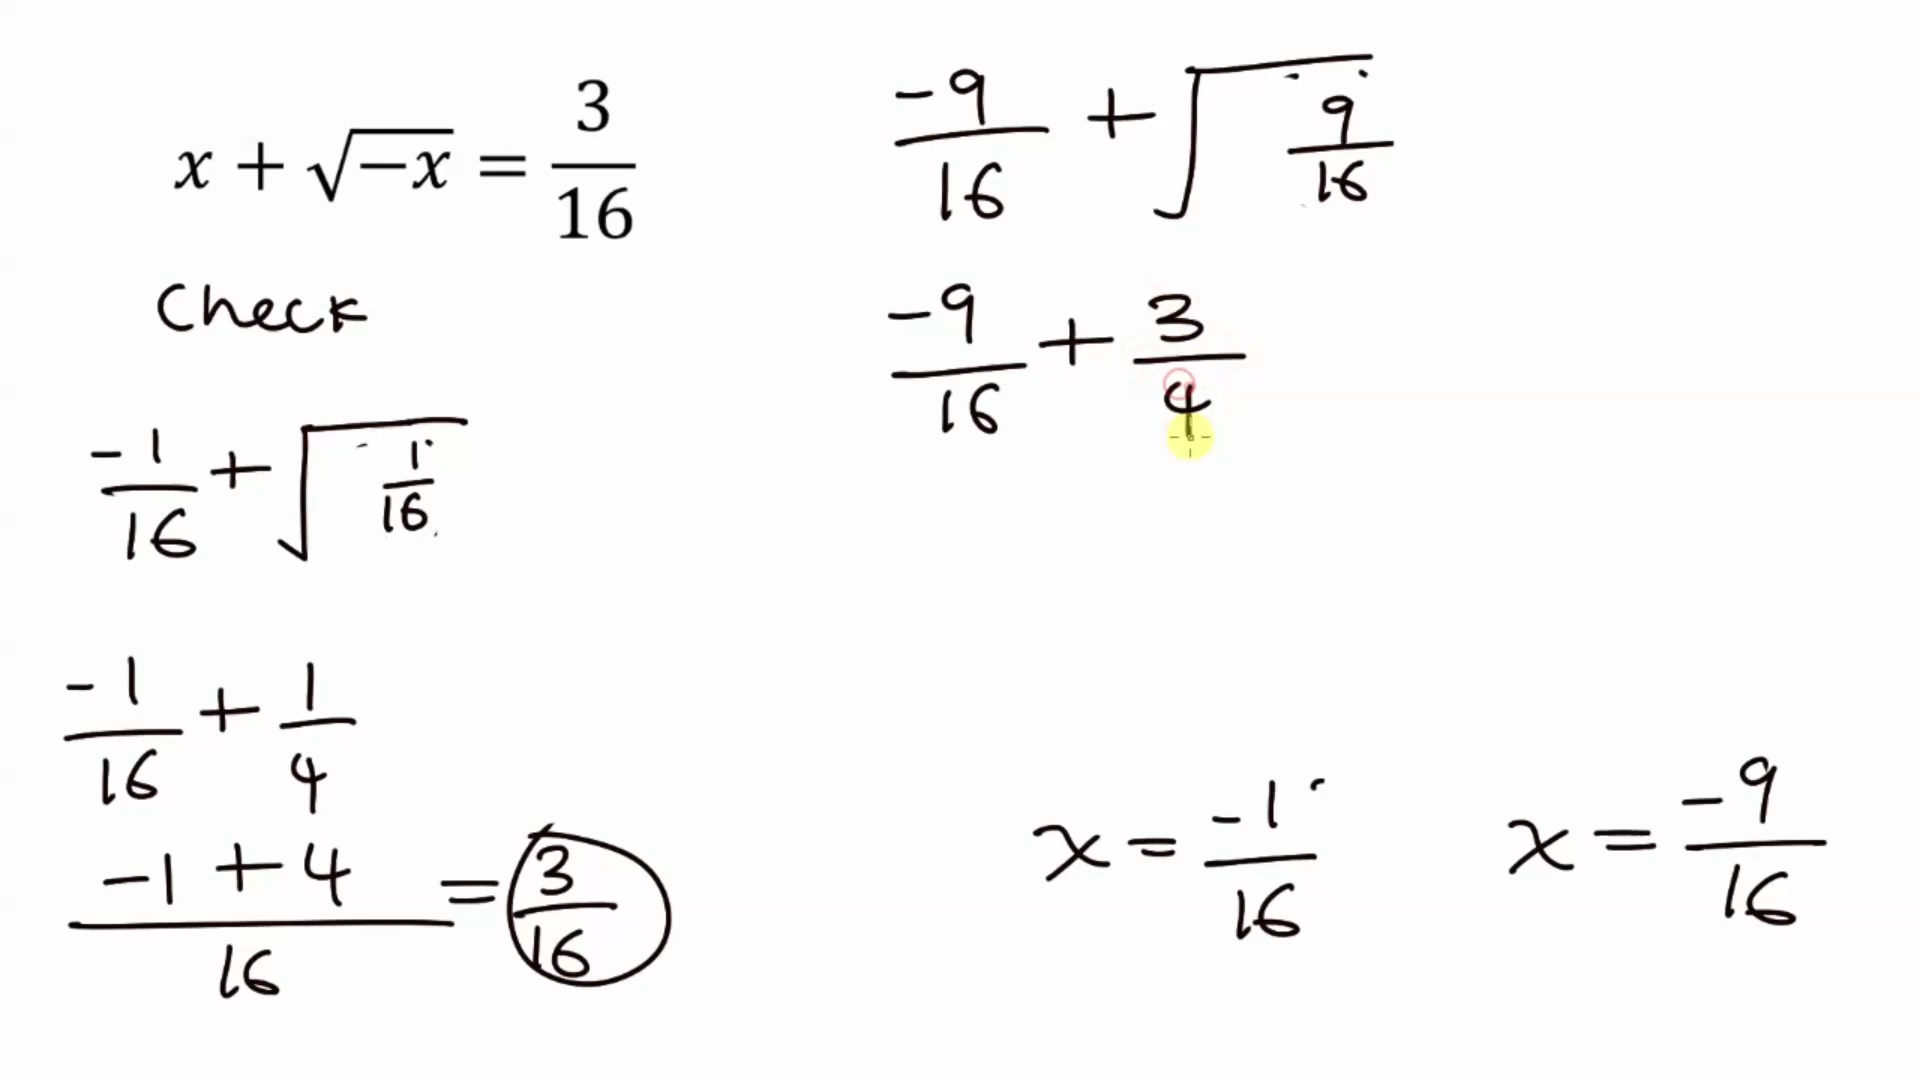 x + √-x = 3/16
Check
-1/16 + √1/16
-1/16 + 1/4
-1 + 4/16 = 3/16
-9/16 + √9/16
-9/16 + 3/4
x = -1/16
x = -9/16